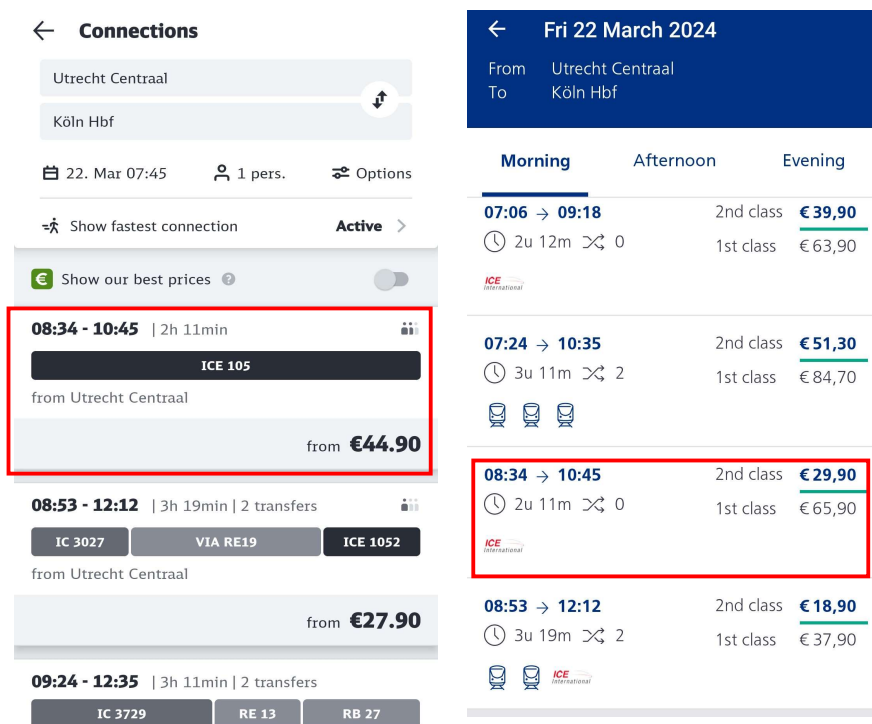 Connections
Utrecht Centraal
Köln Hbf
22. Mar 07:45
1 pers.
Options
Show fastest connection
Active
€ Show our best prices ?
08:34 - 10:45 | 2h 11min
ICE 105
from Utrecht Centraal
from €44.90
08:53 - 12:12 | 3h 19min | 2 transfers
IC 3027
VIA RE19
ICE 1052
from Utrecht Centraal
from €27.90
09:24 - 12:35 | 3h 11min | 2 transfers
IC 3729
RE 13
RB 27
Fri 22 March 2024
From Utrecht Centraal
To Köln Hbf
Morning
Afternoon
Evening
07:06 → 09:18 2nd class € 39,90
2u 12m 0 1st class € 63,90
ICE
International
07:24 → 10:35 2nd class € 51,30
3u 11m 2 1st class € 84,70
08:34 → 10:45 2nd class € 29,90
2u 11m 0 1st class € 65,90
ICE
International
08:53 → 12:12 2nd class € 18,90
3u 19m 2 1st class € 37,90
ICE
International